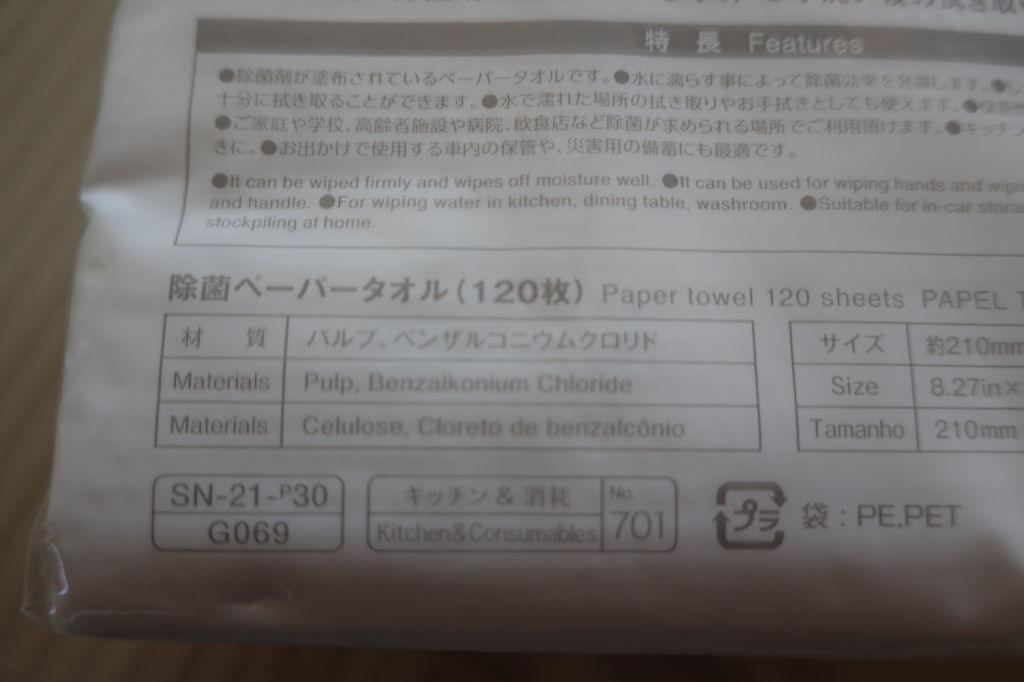 特 長 Features
●除菌剤が塗布されているペーパータオルです。●水に濡らす事によって除菌効果を発揮します。
十分に拭き取ることができます。●水で濡れた場所の拭き取りやお手拭きとしても使えます。●保管
●ご家庭や学校、高齢者施設や病院、飲食店など除菌が求められる場所でご利用頂けます。●キッチン
きに。●お出かけで使用する車内の保管や、災害用の備蓄にも最適です。
●It can be wiped firmly and wipes off moisture well. ●It can be used for wiping hands and wipin
and handle. ●For wiping water in kitchen, dining table, washroom. ●Suitable for in-car storag
stockpiling at home.
除菌ペーパータオル(120枚) Paper towel 120 sheets PAPEL T
材 質 パルプ、ベンザルコニウムクロリド
Materials Pulp, Benzalkonium Chloride
Materials Celulose, Cloreto de benzalcônio
サイズ 約210mm
Size 8.27in×
Tamanho 210mm
SN-21-P30
G069
キッチン & 消耗
Kitchen&Consumables
No.
701
プラ 袋 : PE,PET